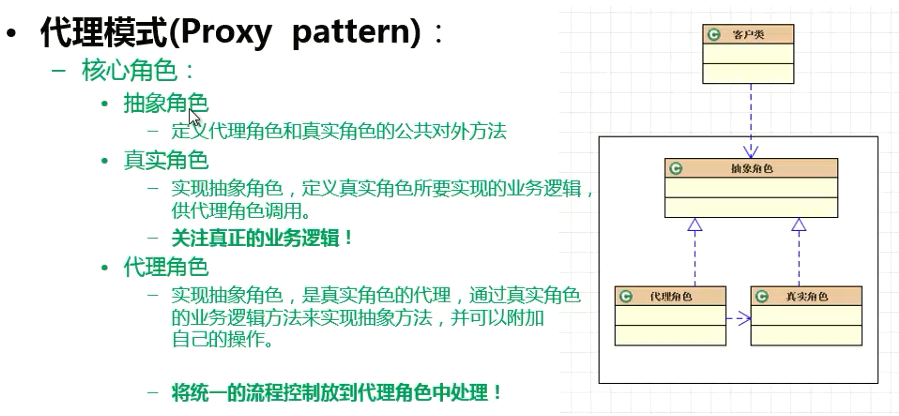 • 代理模式(Proxy pattern)：
– 核心角色：
• 抽象角色
– 定义代理角色和真实角色的公共对外方法
• 真实角色
– 实现抽象角色，定义真实角色所要实现的业务逻辑，
供代理角色调用。
– 关注真正的业务逻辑！
• 代理角色
– 实现抽象角色，是真实角色的代理，通过真实角色
的业务逻辑方法来实现抽象方法，并可以附加
自己的操作。
– 将统一的流程控制放到代理角色中处理！
C 客户类
C 抽象角色
C 代理角色
C 真实角色